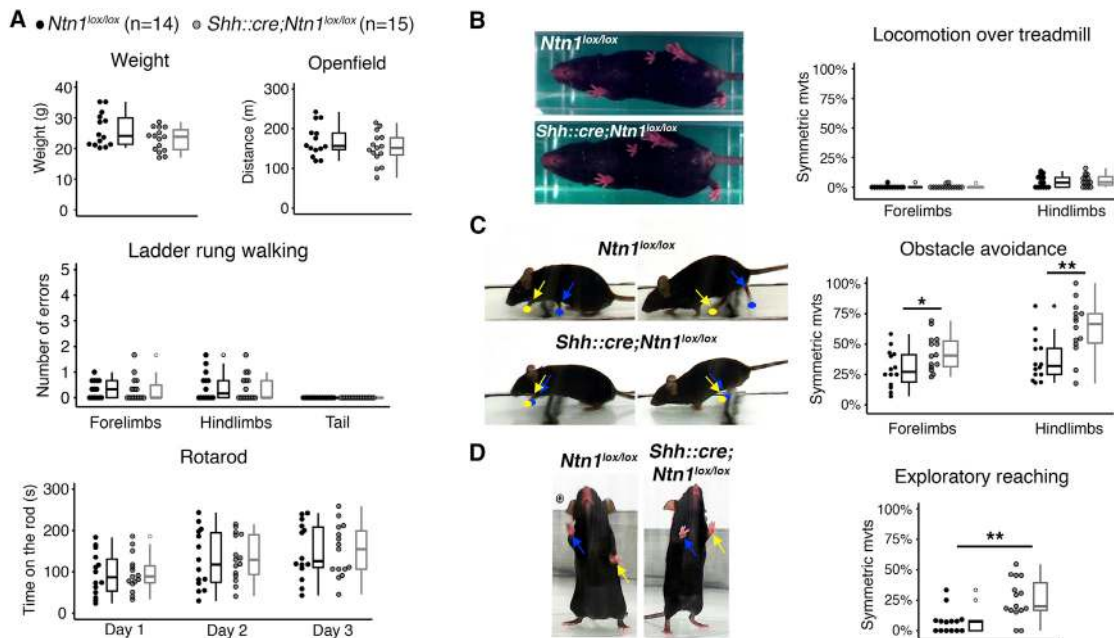 A
Ntn1lox/lox (n=14) Shh::cre;Ntn1lox/lox (n=15)
Weight
Weight (g)
40
30
20
10
0
Openfield
Distance (m)
300
200
100
0
Ladder rung walking
Number of errors
5
4
3
2
1
0
Forelimbs Hindlimbs Tail
Rotarod
Time on the rod (s)
300
200
100
0
Day 1 Day 2 Day 3
B
Ntn1lox/lox
Shh::cre;Ntn1lox/lox
Locomotion over treadmill
Symmetric mvts
100%
75%
50%
25%
0%
Forelimbs Hindlimbs
C
Ntn1lox/lox
Shh::cre;Ntn1lox/lox
Obstacle avoidance
Symmetric mvts
100%
75%
50%
25%
0%
*
**
Forelimbs Hindlimbs
D
Ntn1lox/lox
Shh::cre;
Ntn1lox/lox
Exploratory reaching
Symmetric mvts
100%
75%
50%
25%
0%
**